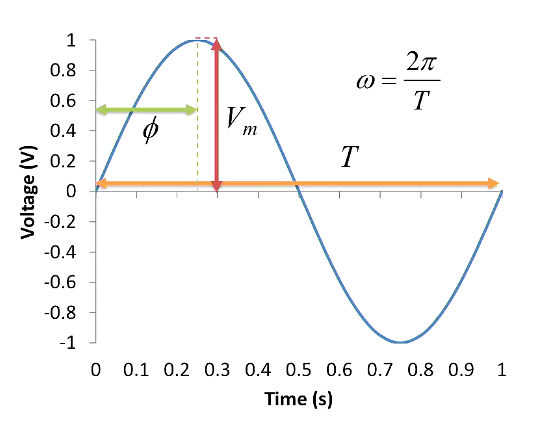 1
0.8
0.6
0.4
0.2
0
-0.2
-0.4
-0.6
-0.8
-1
Voltage (V)
ω = 2π / T
V_m
ϕ
T
0 0.1 0.2 0.3 0.4 0.5 0.6 0.7 0.8 0.9 1
Time (s)